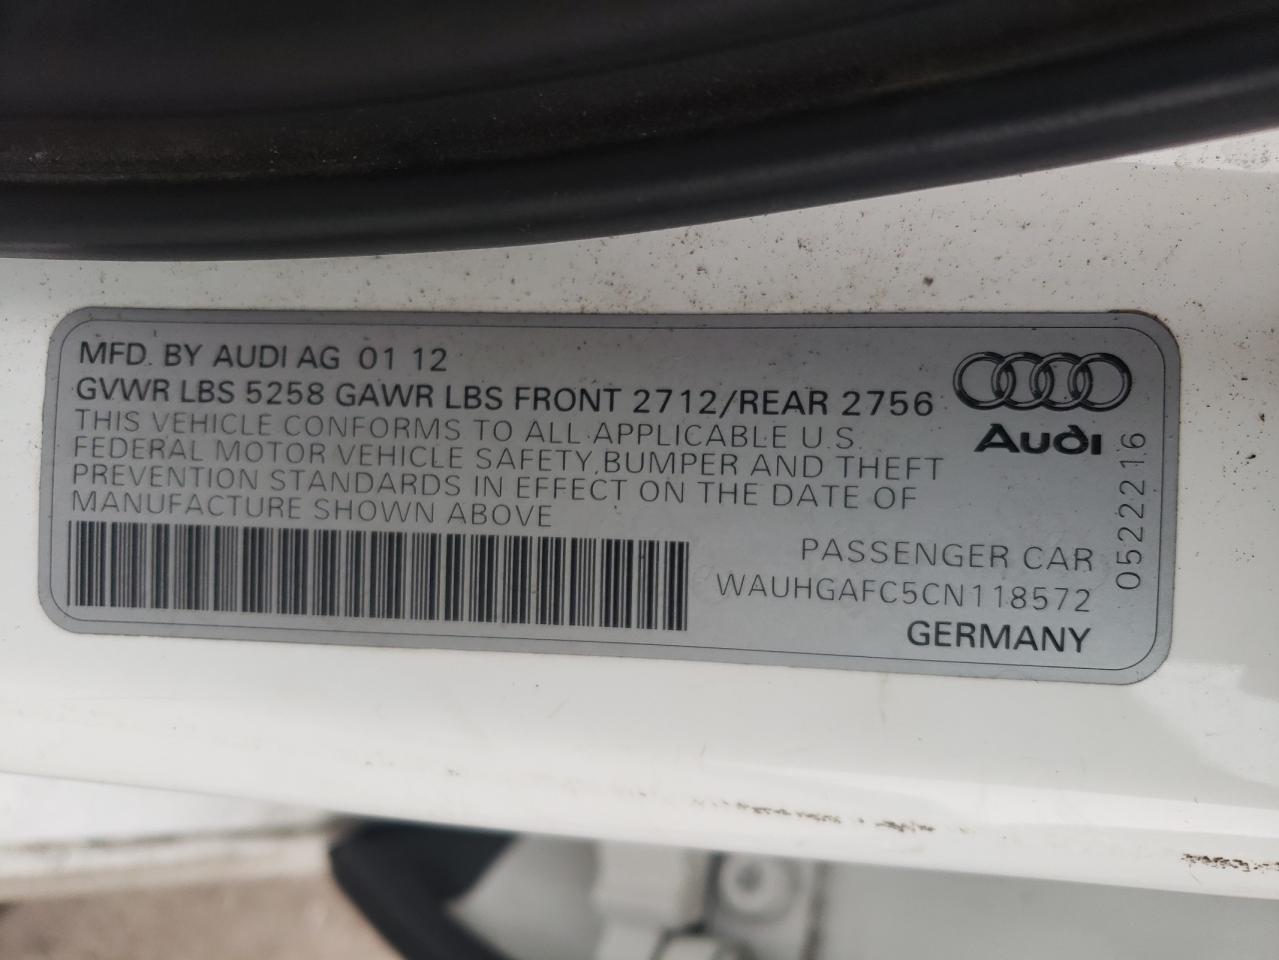 MFD. BY AUDI AG 01 12
GVWR LBS 5258 GAWR LBS FRONT 2712/REAR 2756
THIS VEHICLE CONFORMS TO ALL APPLICABLE U.S.
FEDERAL MOTOR VEHICLE SAFETY, BUMPER AND THEFT
PREVENTION STANDARDS IN EFFECT ON THE DATE OF
MANUFACTURE SHOWN ABOVE
Audi
05222216
PASSENGER CAR
WAUHGAFC5CN118572
GERMANY